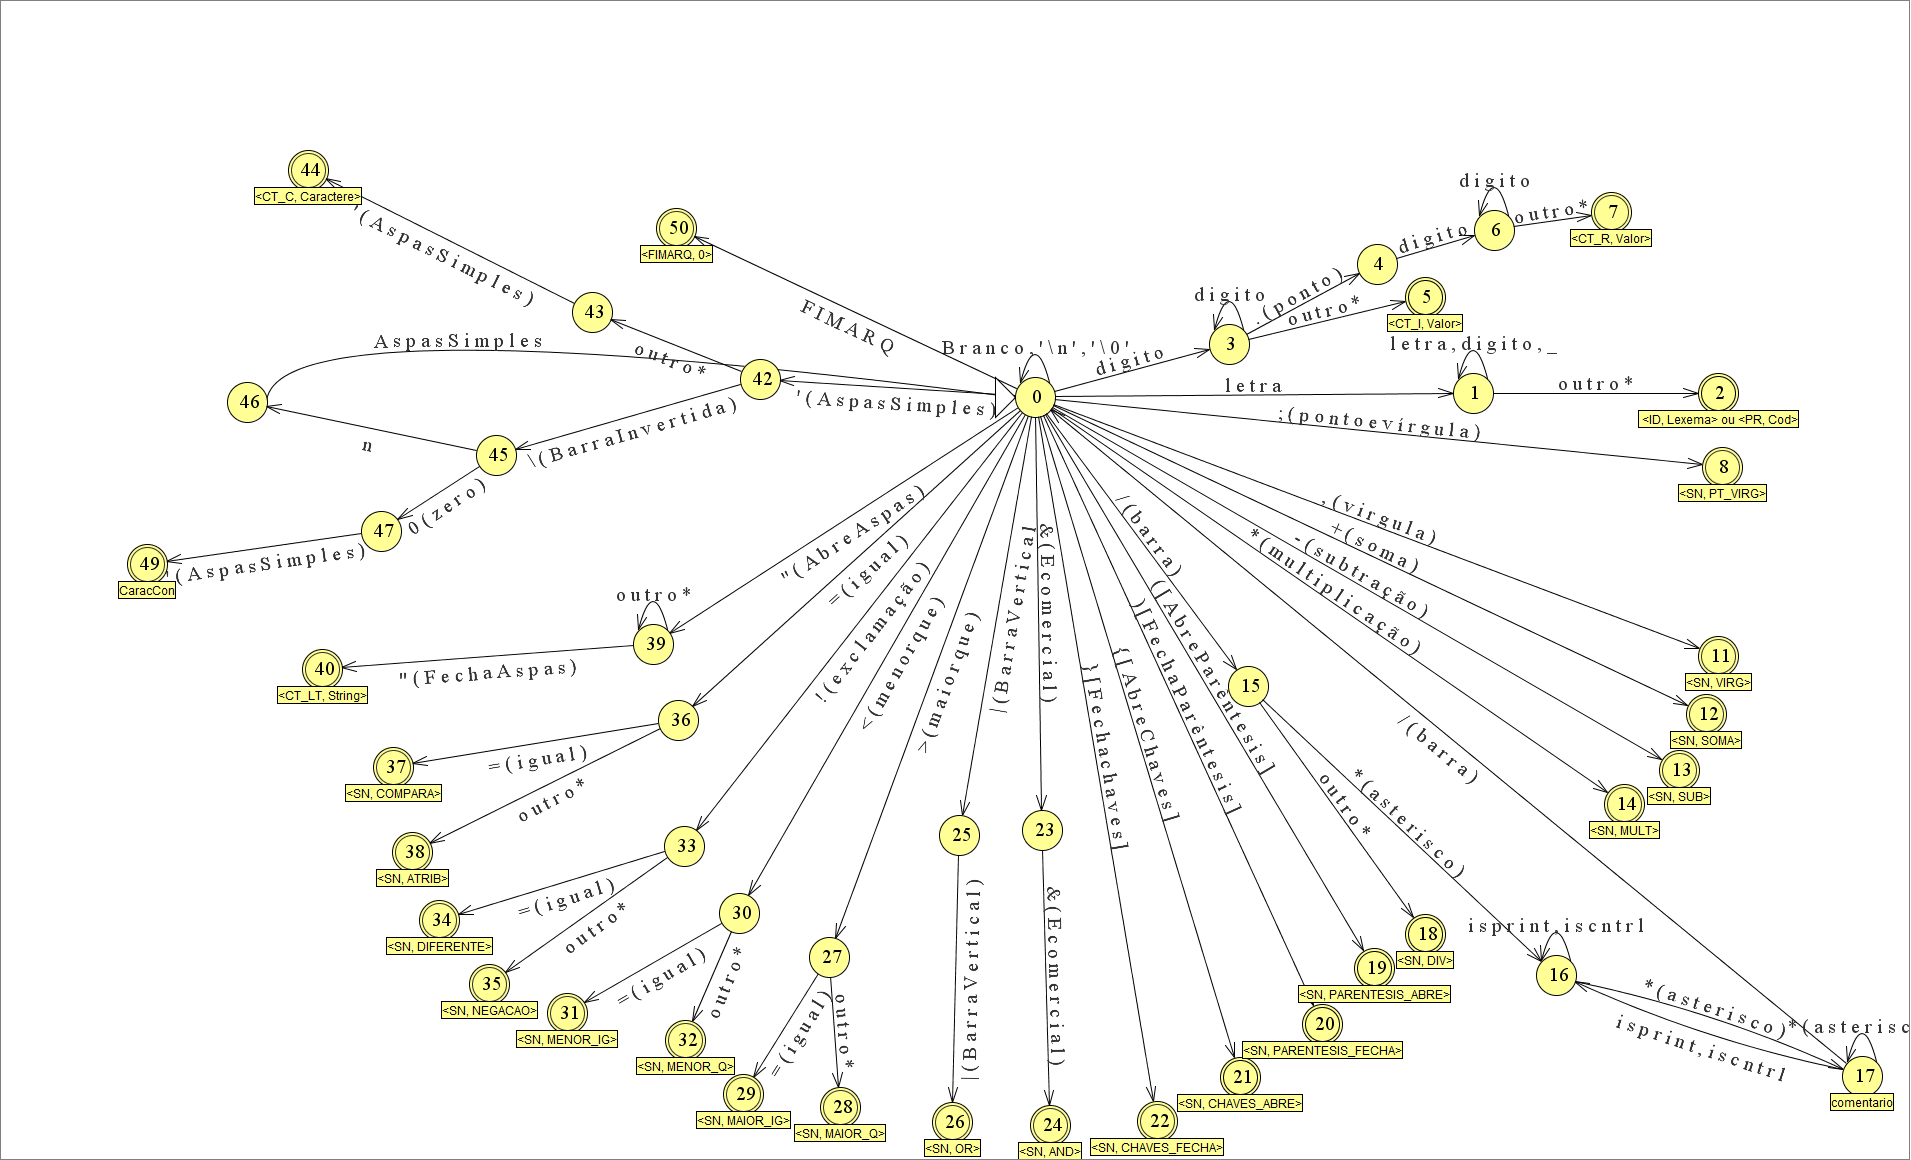 44
<CT_C, Caractere>
'(AspasSimples)
50
<FIMARQ, 0>
FIMARQ
digito
6
outro*
7
<CT_R, Valor>
digito
4
.(ponto)
digito
outro*
5
<CT_I, Valor>
3
digito
43
outro*
AspasSimples
42
'(AspasSimples)
Branco,'\n','\0'
0
letra
letra,digito,_
1
outro*
2
<ID, Lexema> ou <PR, Cod>
;(pontoevírgula)
8
<SN, PT_VIRG>
46
n
45
\(BarraInvertida)
0(zero)
47
'(AspasSimples)
49
CaracCon
"(AbreAspas)
outro*
39
"(FechaAspas)
40
<CT_LT, String>
=(igual)
36
=(igual)
37
<SN, COMPARA>
outro*
38
<SN, ATRIB>
!(exclamação)
33
=(igual)
34
<SN, DIFERENTE>
outro*
35
<SN, NEGACAO>
<(menorque)
30
=(igual)
31
<SN, MENOR_IG>
outro*
32
<SN, MENOR_Q>
>(maiorque)
27
=(igual)
29
<SN, MAIOR_IG>
outro*
28
<SN, MAIOR_Q>
|(BarraVertical
25
|(BarraVertical)
26
<SN, OR>
&(Ecomercial)
23
&(Ecomercial)
24
<SN, AND>
}[Fechachaves]
22
<SN, CHAVES_FECHA>
{[AbreChaves]
21
<SN, CHAVES_ABRE>
)[FechaParêntesis]
20
<SN, PARENTESIS_FECHA>
([AbreParêntesis]
19
<SN, PARENTESIS_ABRE>
/(barra)
15
outro*
18
<SN, DIV>
*(asterisco)
isprint,iscntrl
16
*(asterisco)
isprint,iscntrl
*(asterisc
17
comentario
/(barra)
,(virgula)
11
<SN, VIRG>
+(soma)
12
<SN, SOMA>
-(subtração)
13
<SN, SUB>
*(multiplicação)
14
<SN, MULT>